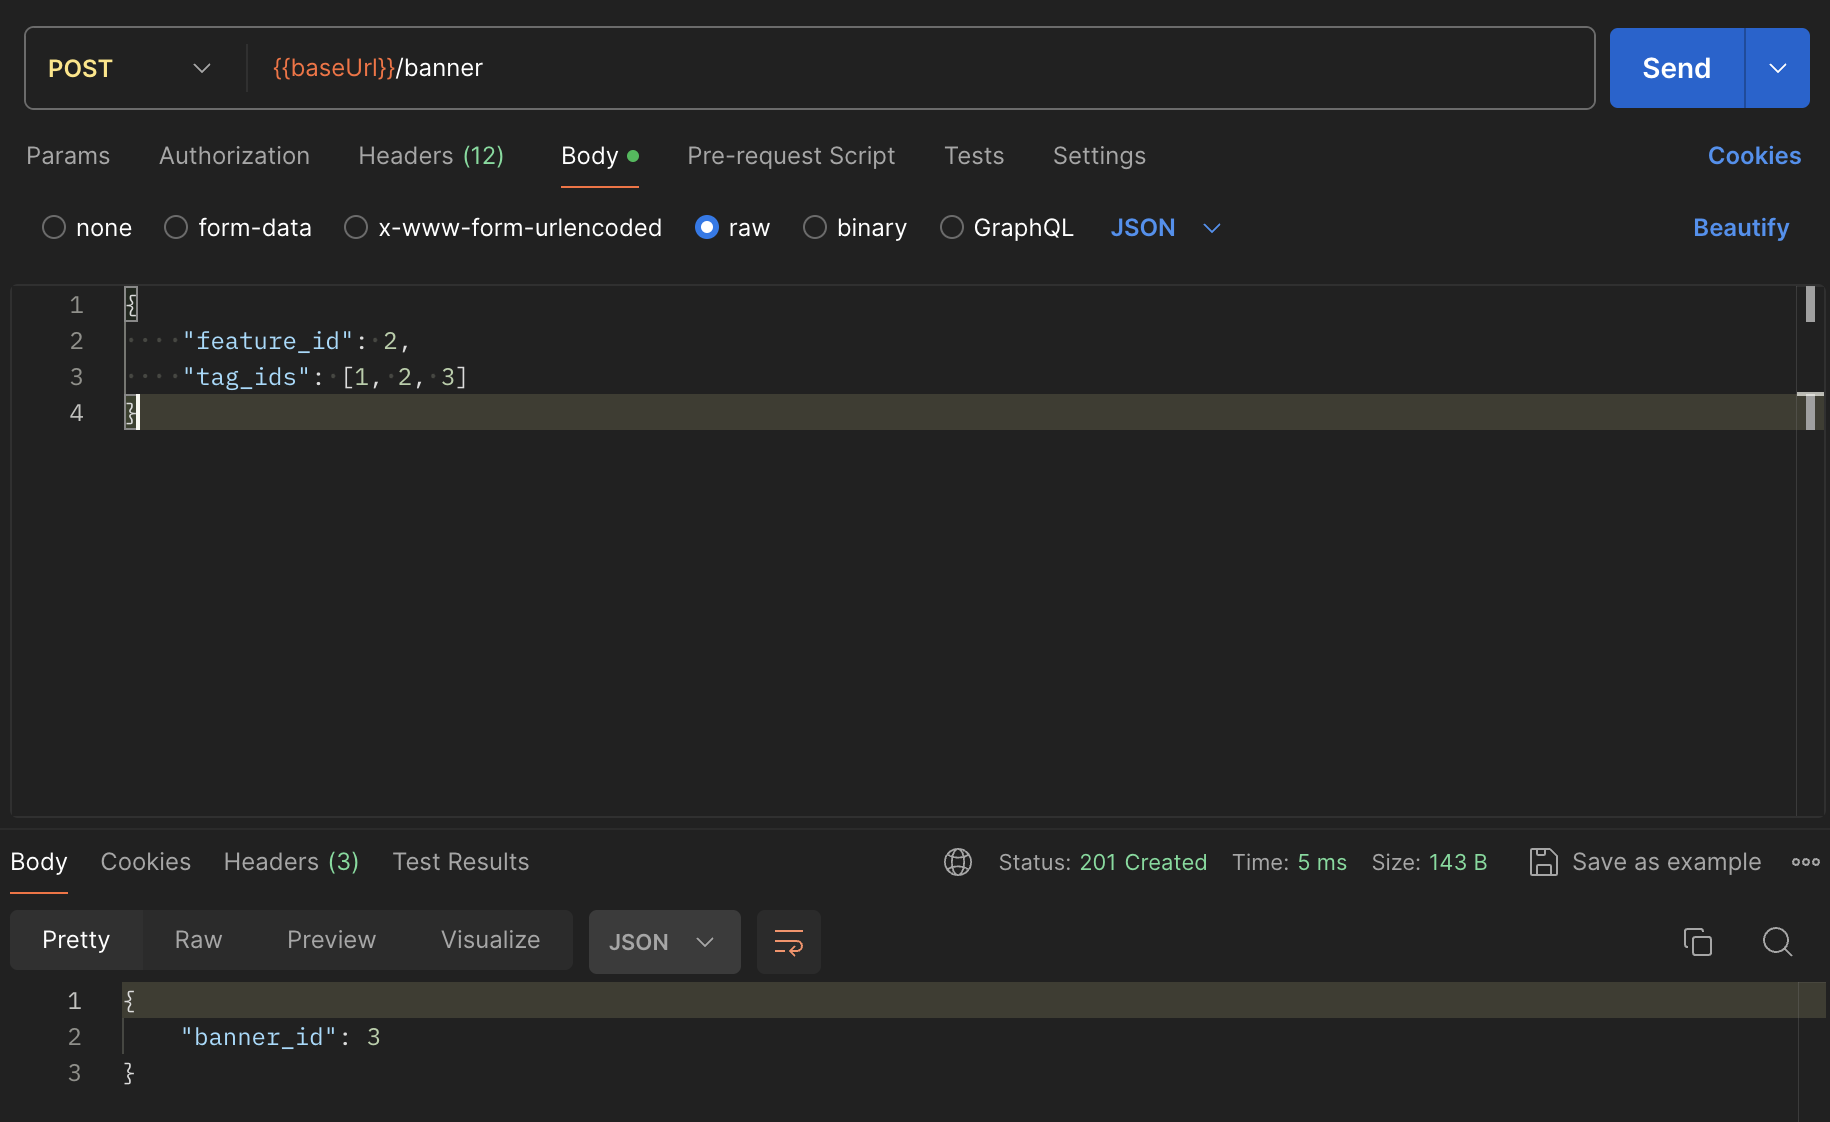 POST {{baseUrl}}/banner Send
Params Authorization Headers (12) Body Pre-request Script Tests Settings Cookies
none form-data x-www-form-urlencoded raw binary GraphQL JSON Beautify
1 {
2 "feature_id": 2,
3 "tag_ids": [1, 2, 3]
4 }
Body Cookies Headers (3) Test Results Status: 201 Created Time: 5 ms Size: 143 B Save as example
Pretty Raw Preview Visualize JSON
1 {
2 "banner_id": 3
3 }